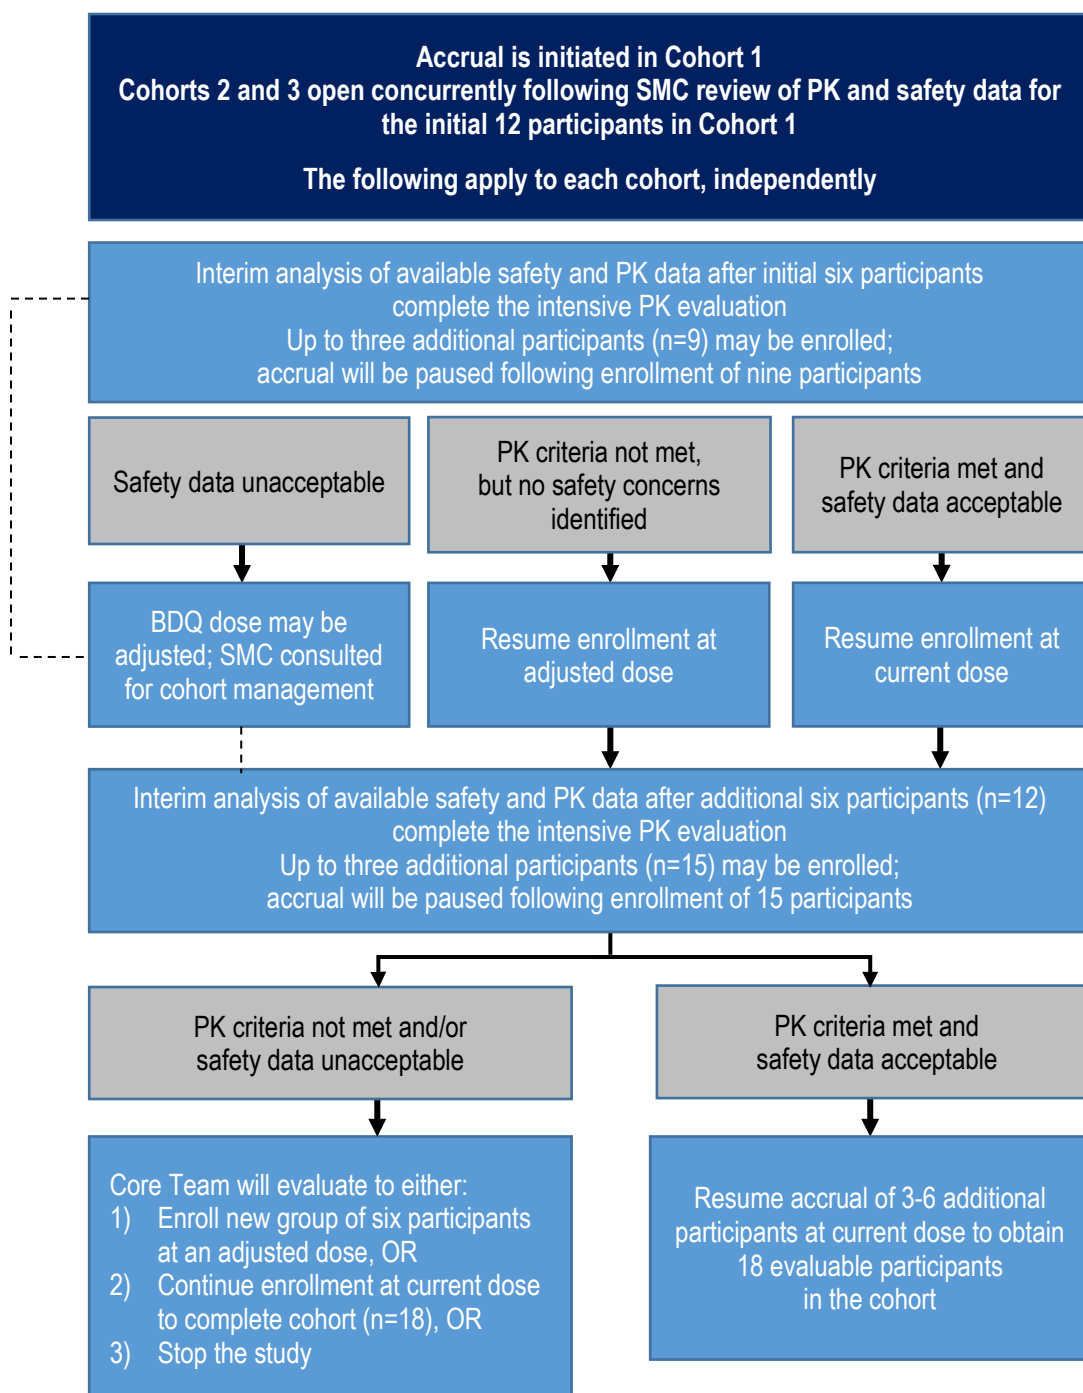 Accrual is initiated in Cohort 1
Cohorts 2 and 3 open concurrently following SMC review of PK and safety data for
the initial 12 participants in Cohort 1
The following apply to each cohort, independently
Interim analysis of available safety and PK data after initial six participants
complete the intensive PK evaluation
Up to three additional participants (n=9) may be enrolled;
accrual will be paused following enrollment of nine participants
Safety data unacceptable
PK criteria not met,
but no safety concerns
identified
PK criteria met and
safety data acceptable
BDQ dose may be
adjusted; SMC consulted
for cohort management
Resume enrollment at
adjusted dose
Resume enrollment at
current dose
Interim analysis of available safety and PK data after additional six participants (n=12)
complete the intensive PK evaluation
Up to three additional participants (n=15) may be enrolled;
accrual will be paused following enrollment of 15 participants
PK criteria not met and/or
safety data unacceptable
PK criteria met and
safety data acceptable
Core Team will evaluate to either:
1) Enroll new group of six participants
at an adjusted dose, OR
2) Continue enrollment at current dose
to complete cohort (n=18), OR
3) Stop the study
Resume accrual of 3-6 additional
participants at current dose to obtain
18 evaluable participants
in the cohort